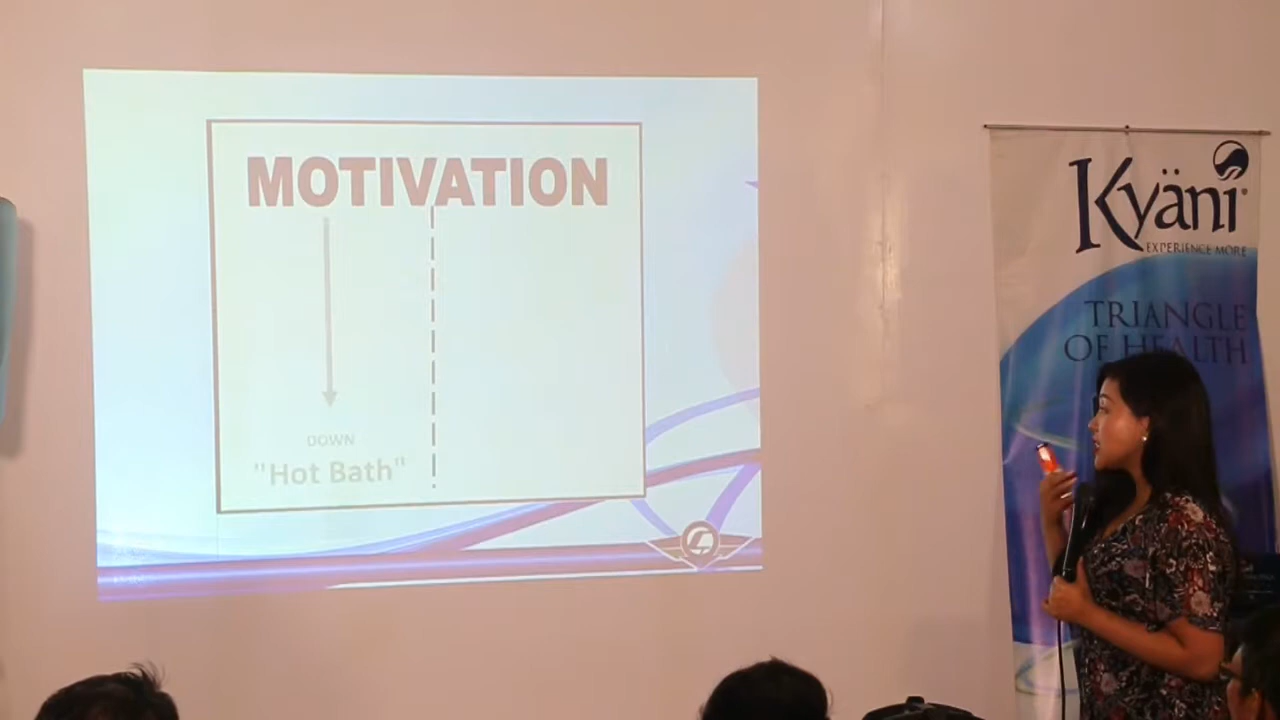 MOTIVATION
DOWN
"Hot Bath"
Kyäni
EXPERIENCE MORE
TRIANGLE
OF HEALTH